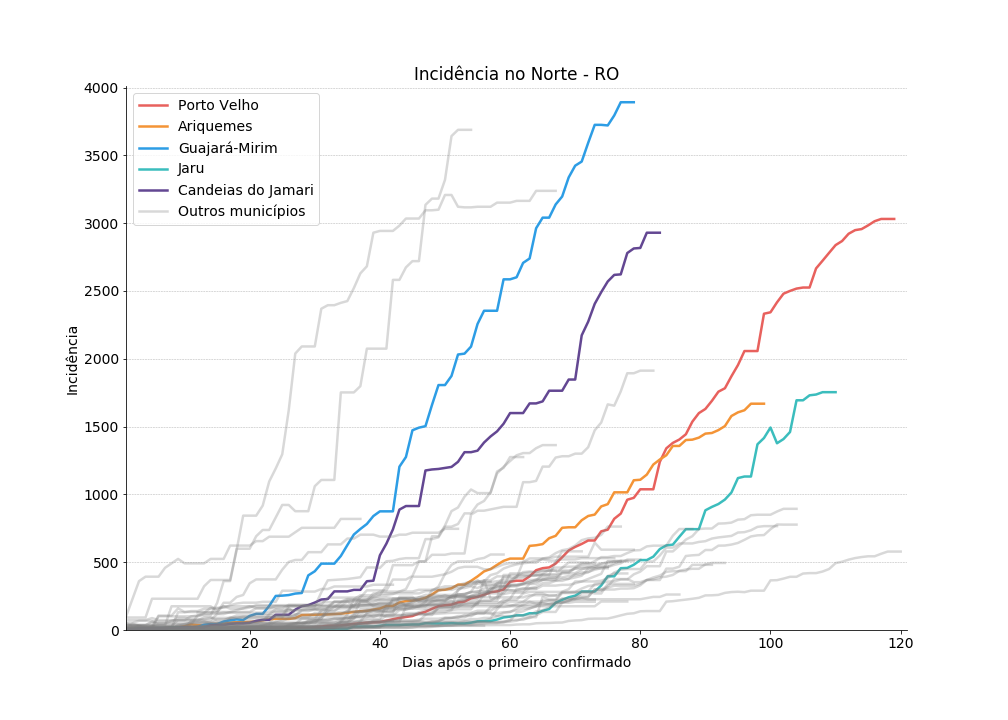 Incidência no Norte - RO
Porto Velho
Ariquemes
Guajará-Mirim
Jaru
Candeias do Jamari
Outros municípios
4000
3500
3000
2500
2000
1500
1000
500
0
Incidência
20
40
60
80
100
120
Dias após o primeiro confirmado